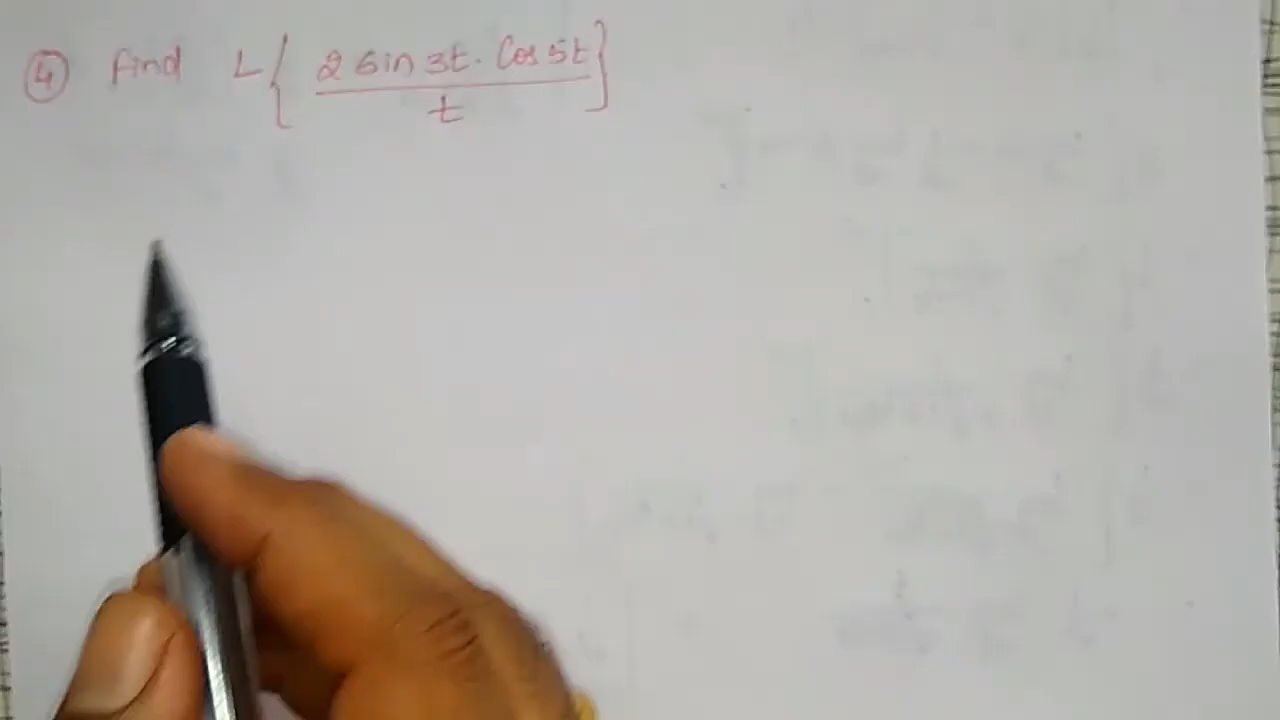 ④ Find L{ 2 Sin 3t . Cos 5t / t }